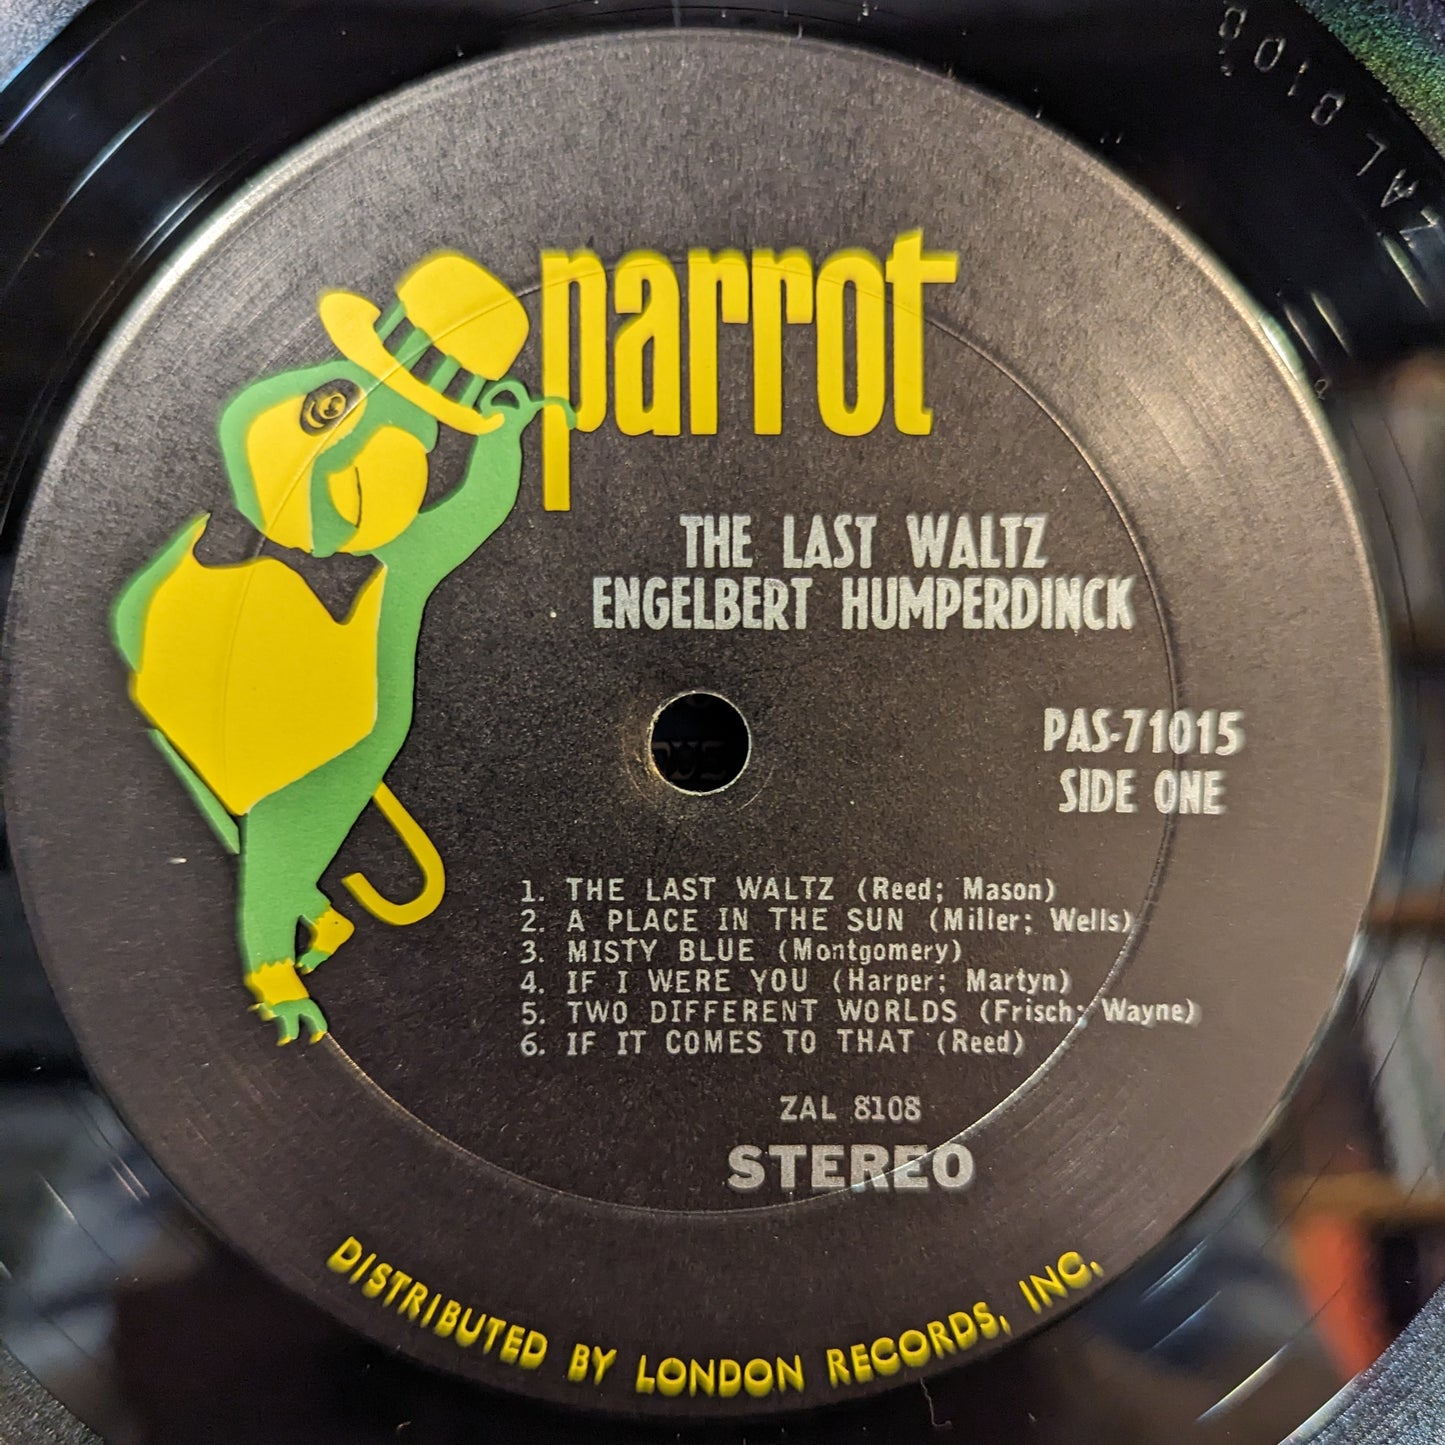 parrot
THE LAST WALTZ
ENGELBERT HUMPERDINCK
PAS-71015
SIDE ONE
1. THE LAST WALTZ (Reed; Mason)
2. A PLACE IN THE SUN (Miller; Wells)
3. MISTY BLUE (Montgomery)
4. IF I WERE YOU (Harper; Martyn)
5. TWO DIFFERENT WORLDS (Frisch; Wayne)
6. IF IT COMES TO THAT (Reed)
ZAL 8108
STEREO
DISTRIBUTED BY LONDON RECORDS, INC.
ZAL 8108